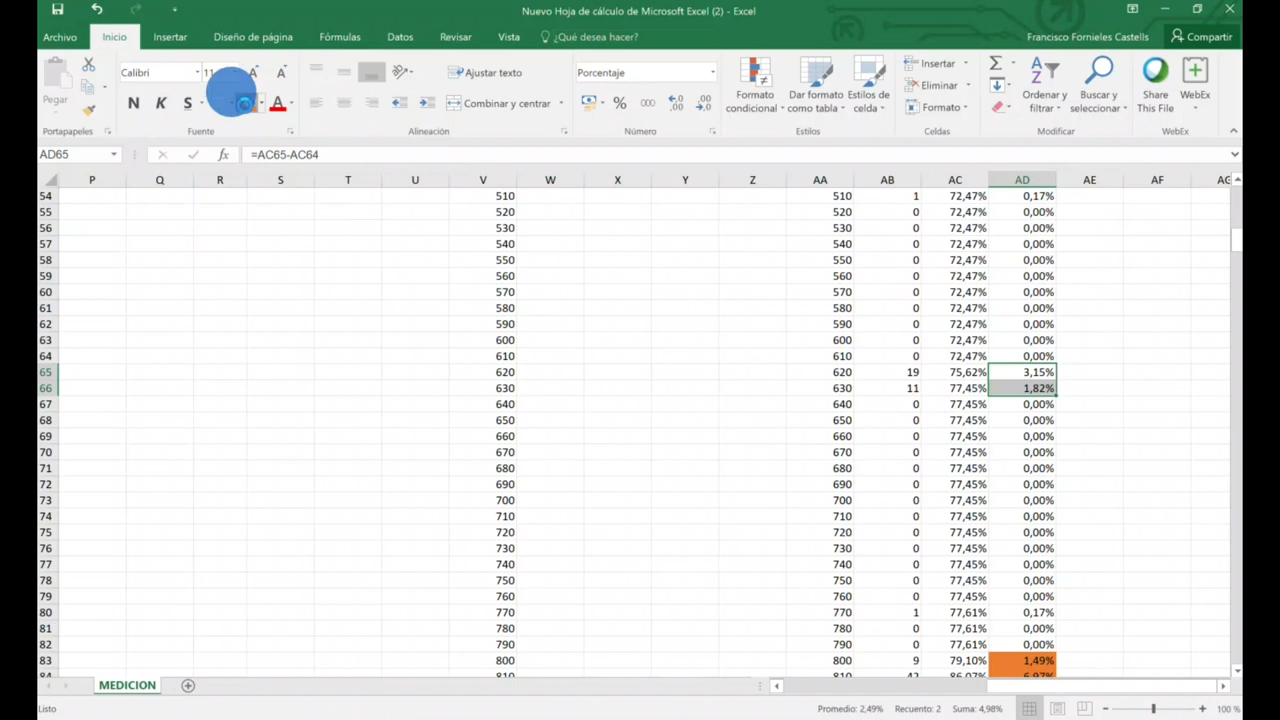 Nuevo Hoja de cálculo de Microsoft Excel (2) - Excel
Archivo Inicio Insertar Diseño de página Fórmulas Datos Revisar Vista ¿Qué desea hacer? Francisco Fornieles Castells Compartir
Pegar
Portapapeles
Calibri 11
N K S
Fuente
Ajustar texto
Combinar y centrar
Alineación
Porcentaje
% 000
Número
Formato condicional
Dar formato como tabla
Estilos de celda
Estilos
Insertar
Eliminar
Formato
Celdas
Ordenar y filtrar
Buscar y seleccionar
Modificar
Share This File
WebEx
WebEx
AD65 fx =AC65-AC64
P Q R S T U V W X Y Z AA AB AC AD AE AF AG
54 510 510 1 72,47% 0,17%
55 520 520 0 72,47% 0,00%
56 530 530 0 72,47% 0,00%
57 540 540 0 72,47% 0,00%
58 550 550 0 72,47% 0,00%
59 560 560 0 72,47% 0,00%
60 570 570 0 72,47% 0,00%
61 580 580 0 72,47% 0,00%
62 590 590 0 72,47% 0,00%
63 600 600 0 72,47% 0,00%
64 610 610 0 72,47% 0,00%
65 620 620 19 75,62% 3,15%
66 630 630 11 77,45% 1,82%
67 640 640 0 77,45% 0,00%
68 650 650 0 77,45% 0,00%
69 660 660 0 77,45% 0,00%
70 670 670 0 77,45% 0,00%
71 680 680 0 77,45% 0,00%
72 690 690 0 77,45% 0,00%
73 700 700 0 77,45% 0,00%
74 710 710 0 77,45% 0,00%
75 720 720 0 77,45% 0,00%
76 730 730 0 77,45% 0,00%
77 740 740 0 77,45% 0,00%
78 750 750 0 77,45% 0,00%
79 760 760 0 77,45% 0,00%
80 770 770 1 77,61% 0,17%
81 780 780 0 77,61% 0,00%
82 790 790 0 77,61% 0,00%
83 800 800 9 79,10% 1,49%
84 810 810 42 86,07% 6,97%
MEDICION
Listo Promedio: 2,49% Recuento: 2 Suma: 4,98% 100 %